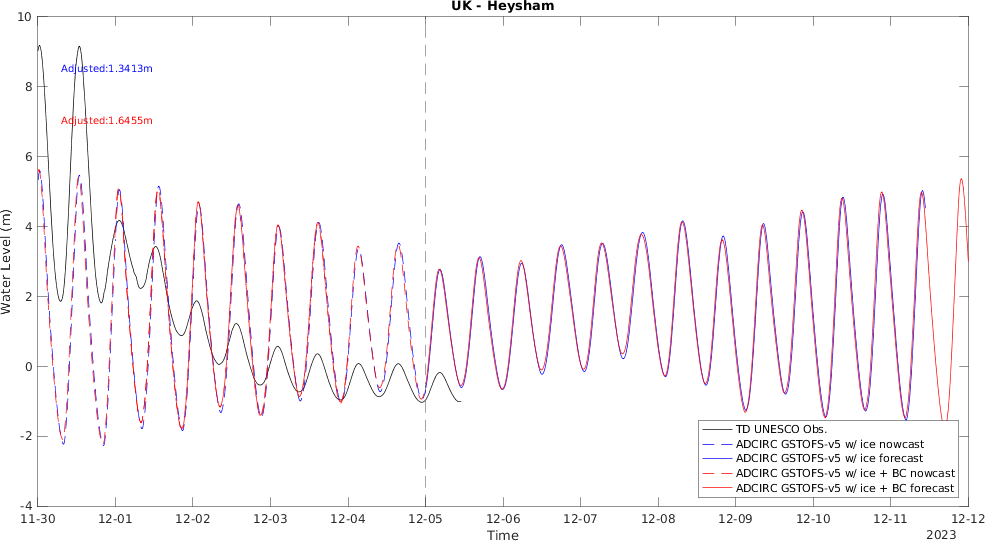 UK - Heysham
Water Level (m)
10
8
6
4
2
0
-2
-4
Adjusted:1.3413m
Adjusted:1.6455m
TD UNESCO Obs.
ADCIRC GSTOFS-v5 w/ ice nowcast
ADCIRC GSTOFS-v5 w/ ice forecast
ADCIRC GSTOFS-v5 w/ ice + BC nowcast
ADCIRC GSTOFS-v5 w/ ice + BC forecast
11-30 12-01 12-02 12-03 12-04 12-05 12-06 12-07 12-08 12-09 12-10 12-11 12-12
Time
2023